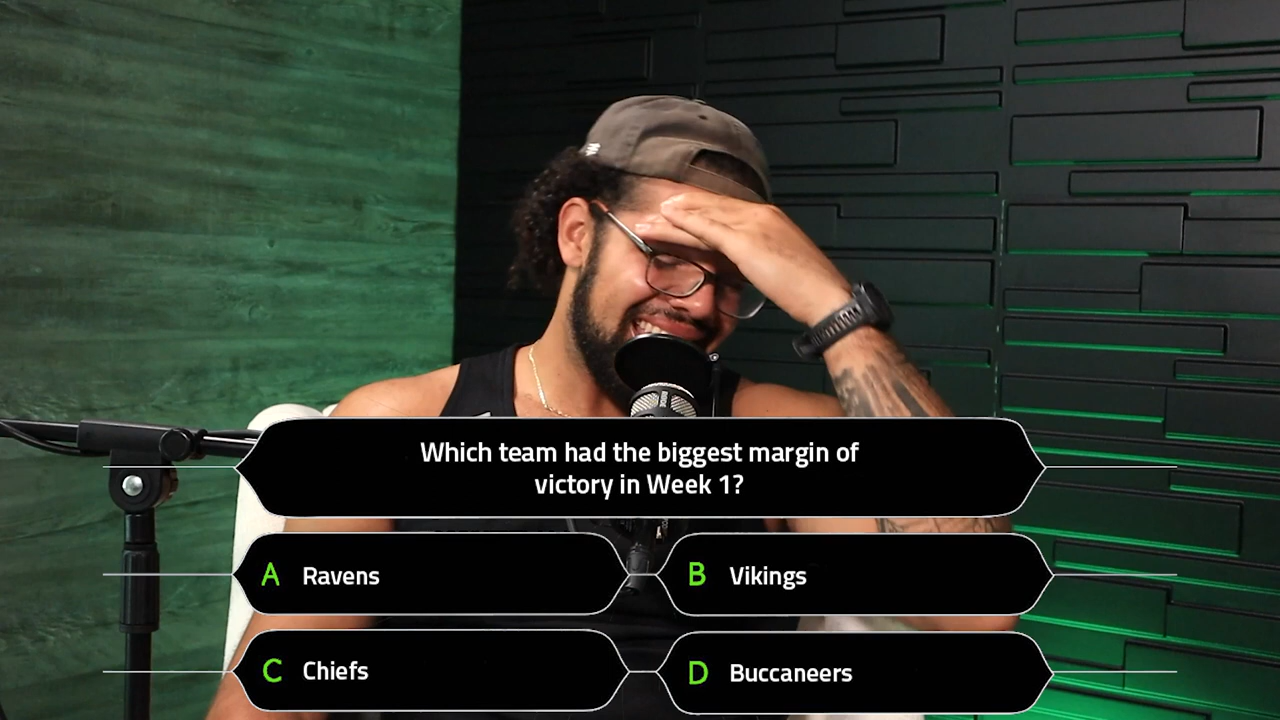 Which team had the biggest margin of
victory in Week 1?
A Ravens
B Vikings
C Chiefs
D Buccaneers